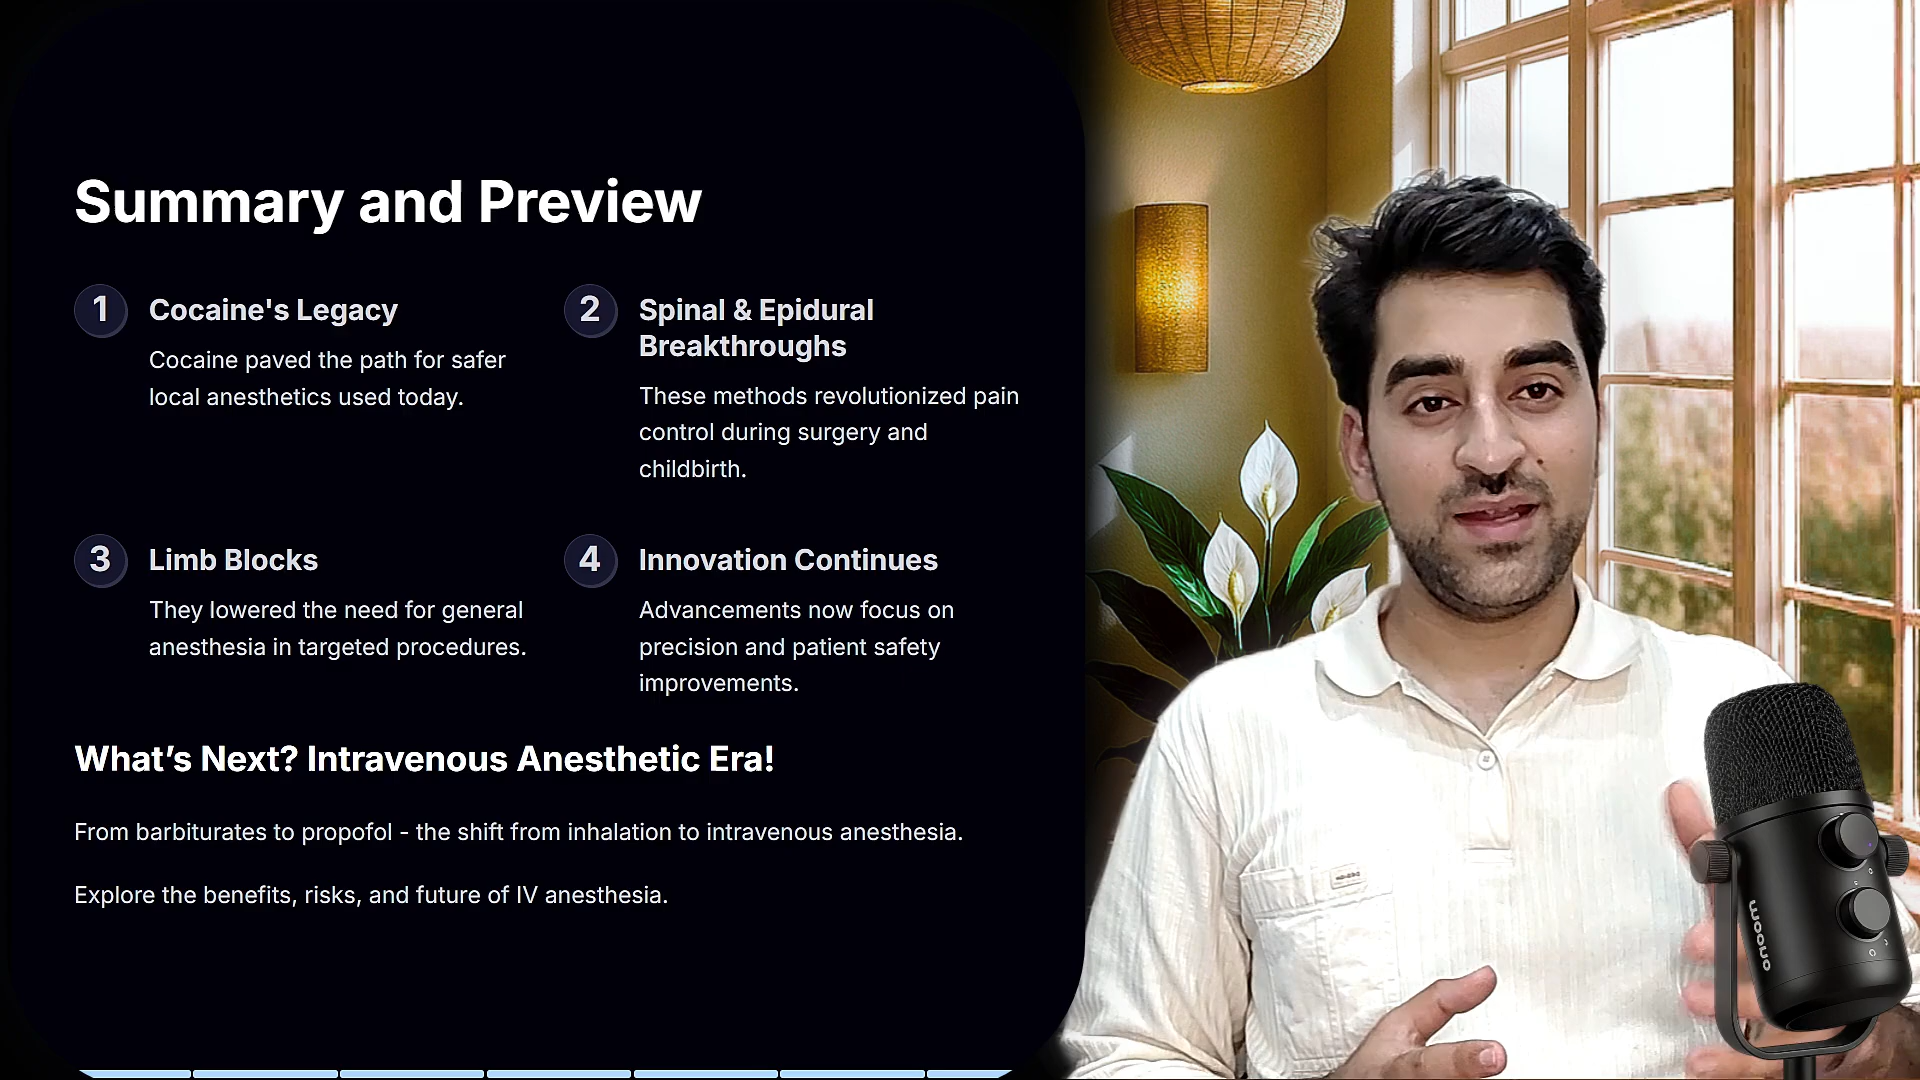 Summary and Preview
1
Cocaine's Legacy
Cocaine paved the path for safer
local anesthetics used today.
2
Spinal & Epidural
Breakthroughs
These methods revolutionized pain
control during surgery and
childbirth.
3
Limb Blocks
They lowered the need for general
anesthesia in targeted procedures.
4
Innovation Continues
Advancements now focus on
precision and patient safety
improvements.
What’s Next? Intravenous Anesthetic Era!
From barbiturates to propofol - the shift from inhalation to intravenous anesthesia.
Explore the benefits, risks, and future of IV anesthesia.
maono